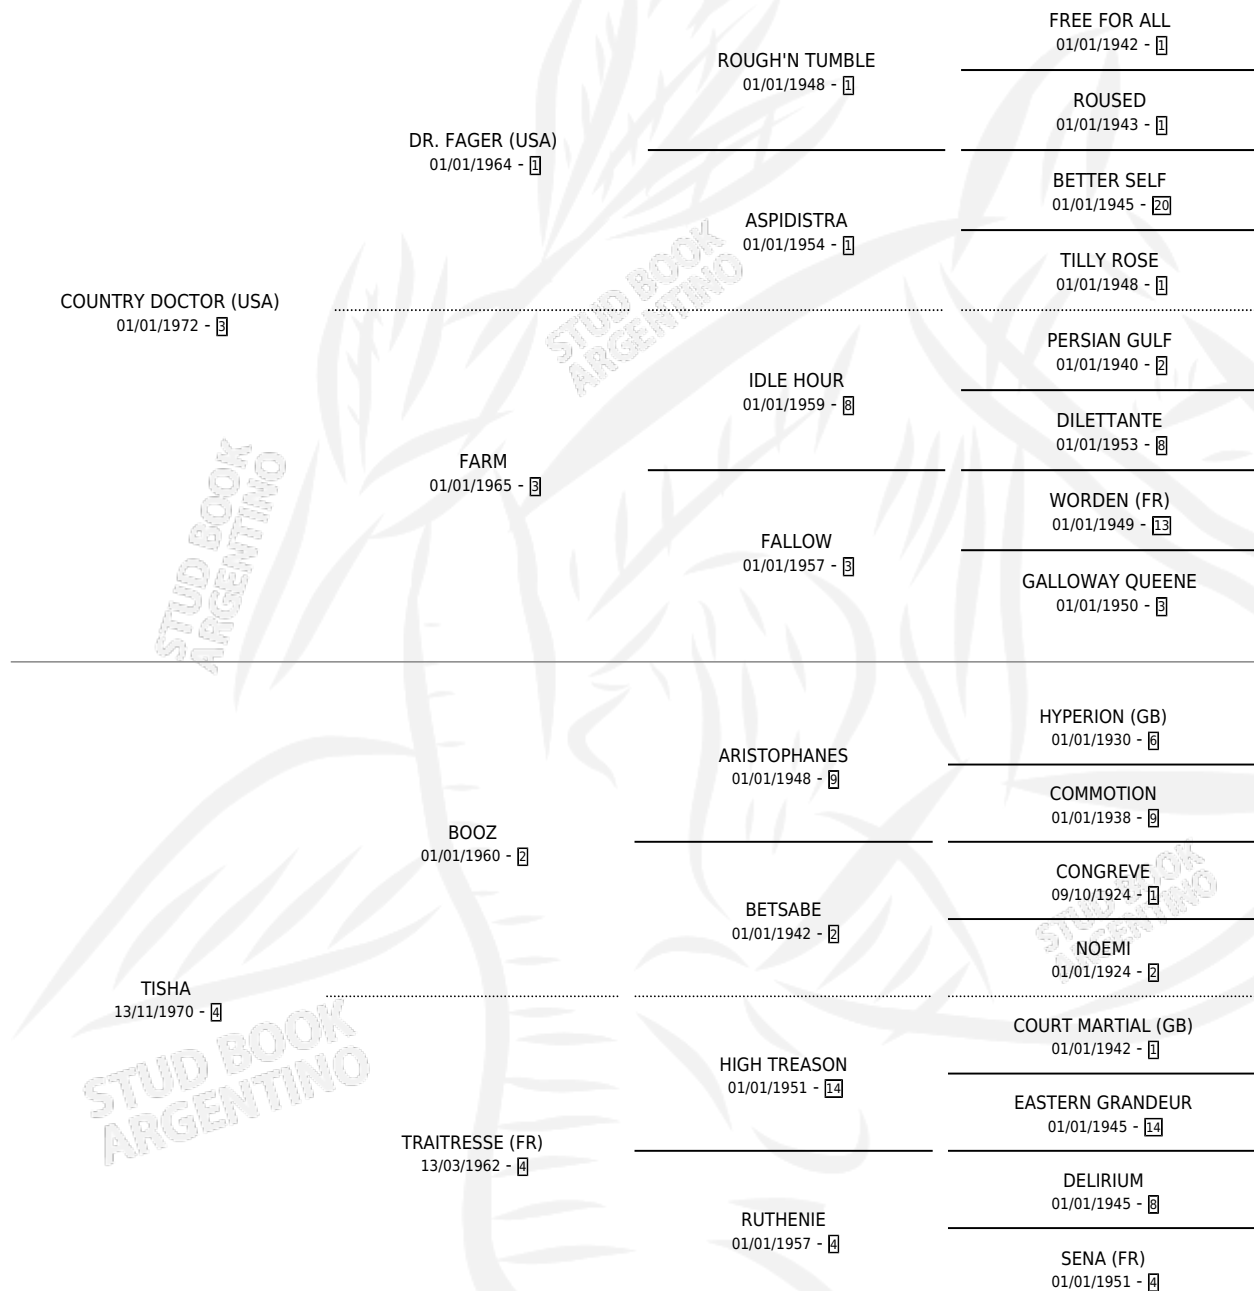 FREE FOR ALL
01/01/1942 - 1
ROUGH'N TUMBLE
01/01/1948 - 1
ROUSED
01/01/1943 - 1
DR. FAGER (USA)
01/01/1964 - 1
BETTER SELF
01/01/1945 - 20
ASPIDISTRA
01/01/1954 - 1
TILLY ROSE
01/01/1948 - 1
COUNTRY DOCTOR (USA)
01/01/1972 - 3
PERSIAN GULF
01/01/1940 - 2
IDLE HOUR
01/01/1959 - 8
DILETTANTE
01/01/1953 - 8
FARM
01/01/1965 - 3
WORDEN (FR)
01/01/1949 - 13
FALLOW
01/01/1957 - 3
GALLOWAY QUEENE
01/01/1950 - 3
HYPERION (GB)
01/01/1930 - 6
ARISTOPHANES
01/01/1948 - 9
COMMOTION
01/01/1938 - 9
BOOZ
01/01/1960 - 2
CONGREVE
09/10/1924 - 1
BETSABE
01/01/1942 - 2
NOEMI
01/01/1924 - 2
TISHA
13/11/1970 - 4
COURT MARTIAL (GB)
01/01/1942 - 1
HIGH TREASON
01/01/1951 - 14
EASTERN GRANDEUR
01/01/1945 - 14
TRAITRESSE (FR)
13/03/1962 - 4
DELIRIUM
01/01/1945 - 8
RUTHENIE
01/01/1957 - 4
SENA (FR)
01/01/1951 - 4
STUD BOOK
ARGENTINO
STUD BOOK
ARGENTINO
STUD BOOK
ARGENTINO
STUD BOOK
ARGENTINO